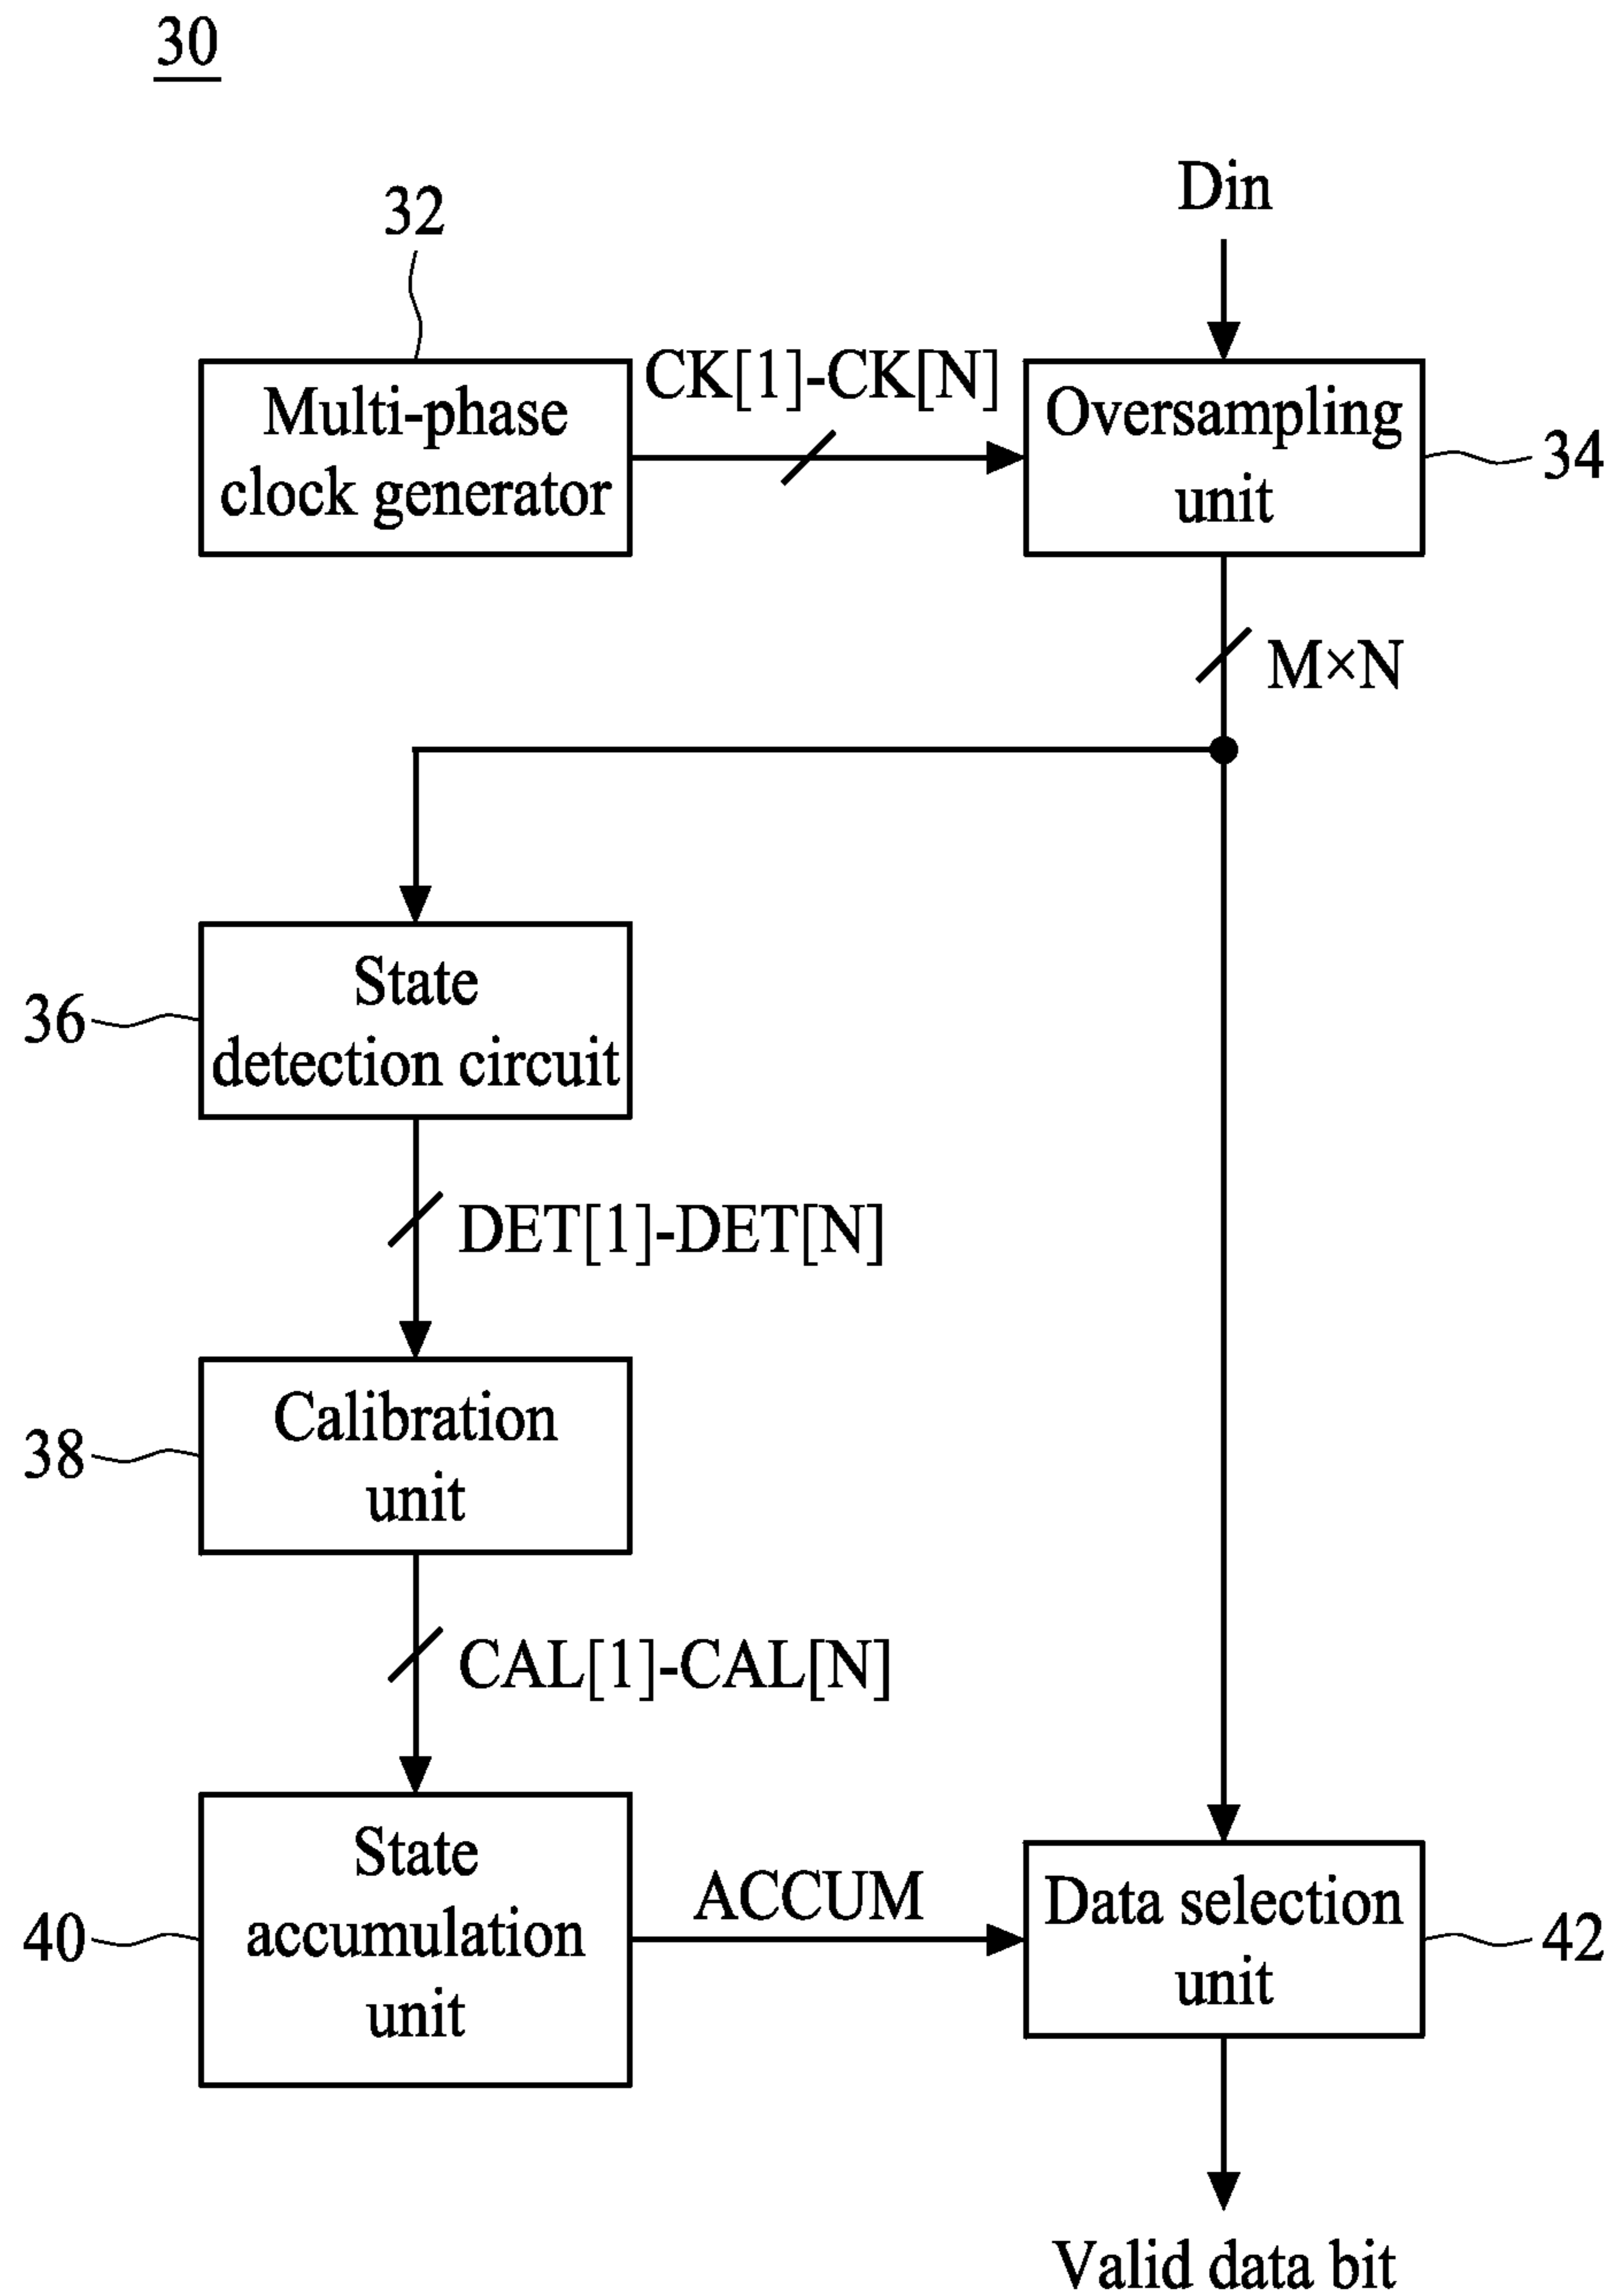 30
32
Din
Multi-phase
clock generator
CK[1]-CK[N]
Oversampling
unit
34
M×N
36
State
detection circuit
DET[1]-DET[N]
38
Calibration
unit
CAL[1]-CAL[N]
40
State
accumulation
unit
ACCUM
Data selection
unit
42
Valid data bit